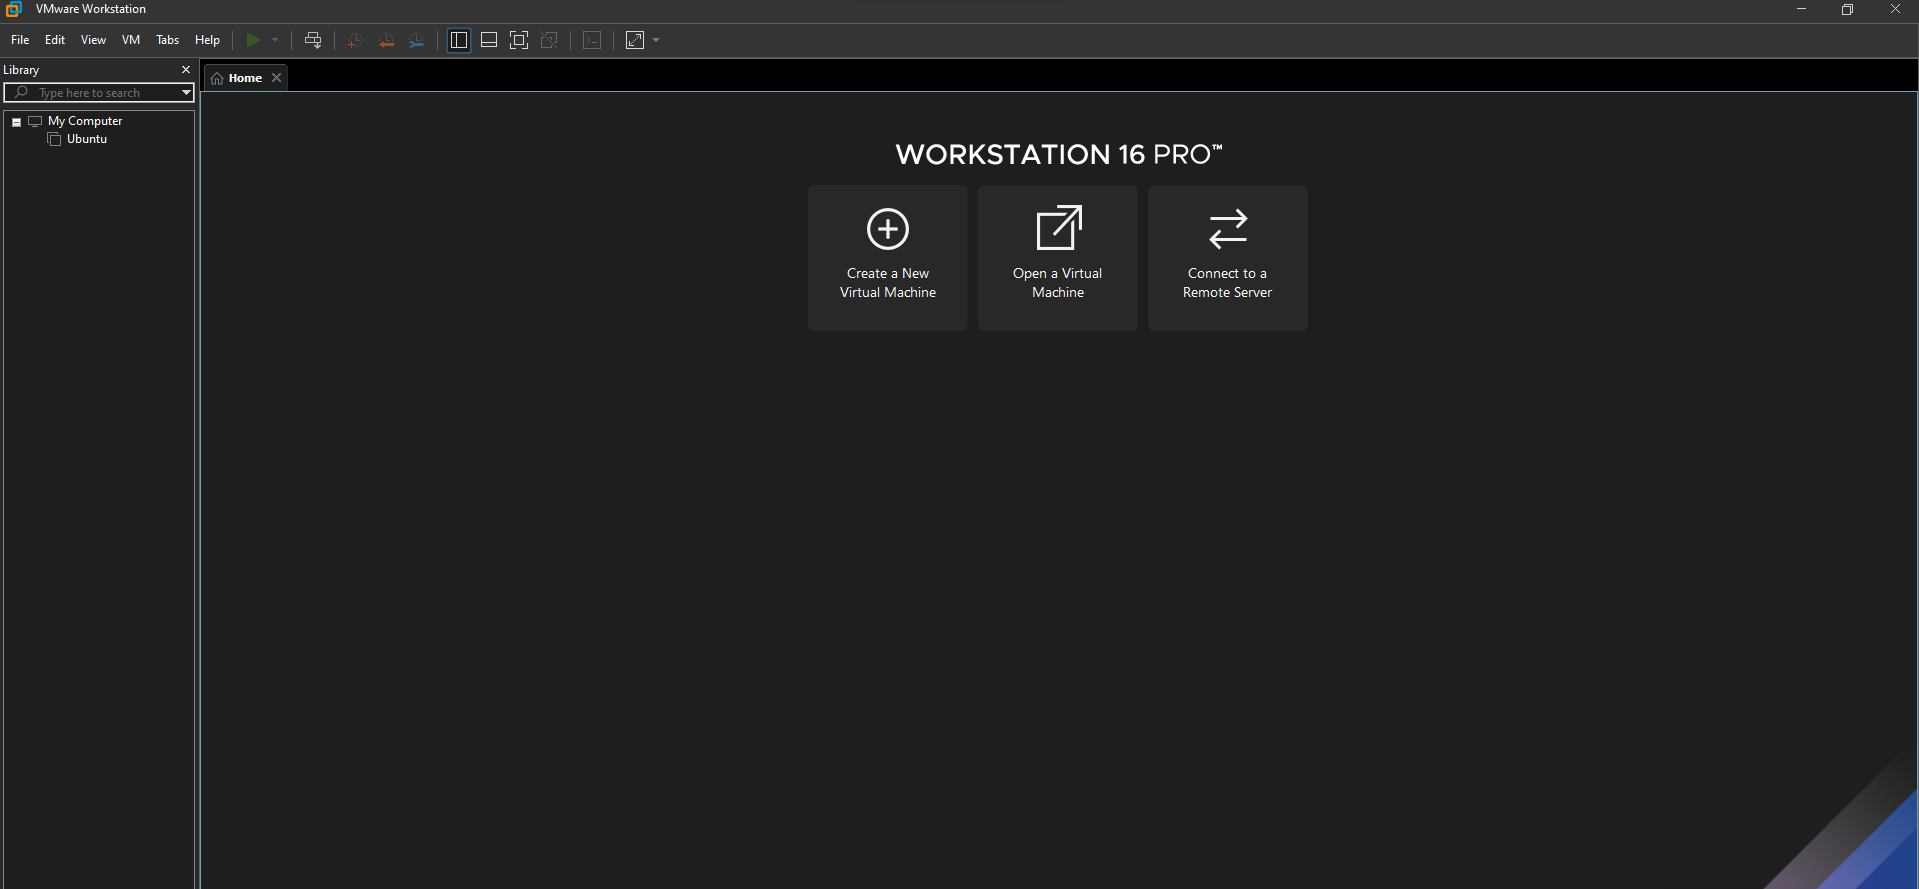 VMware Workstation
File Edit View VM Tabs Help
Library
Type here to search
My Computer
Ubuntu
Home
WORKSTATION 16 PRO™
Create a New
Virtual Machine
Open a Virtual
Machine
Connect to a
Remote Server